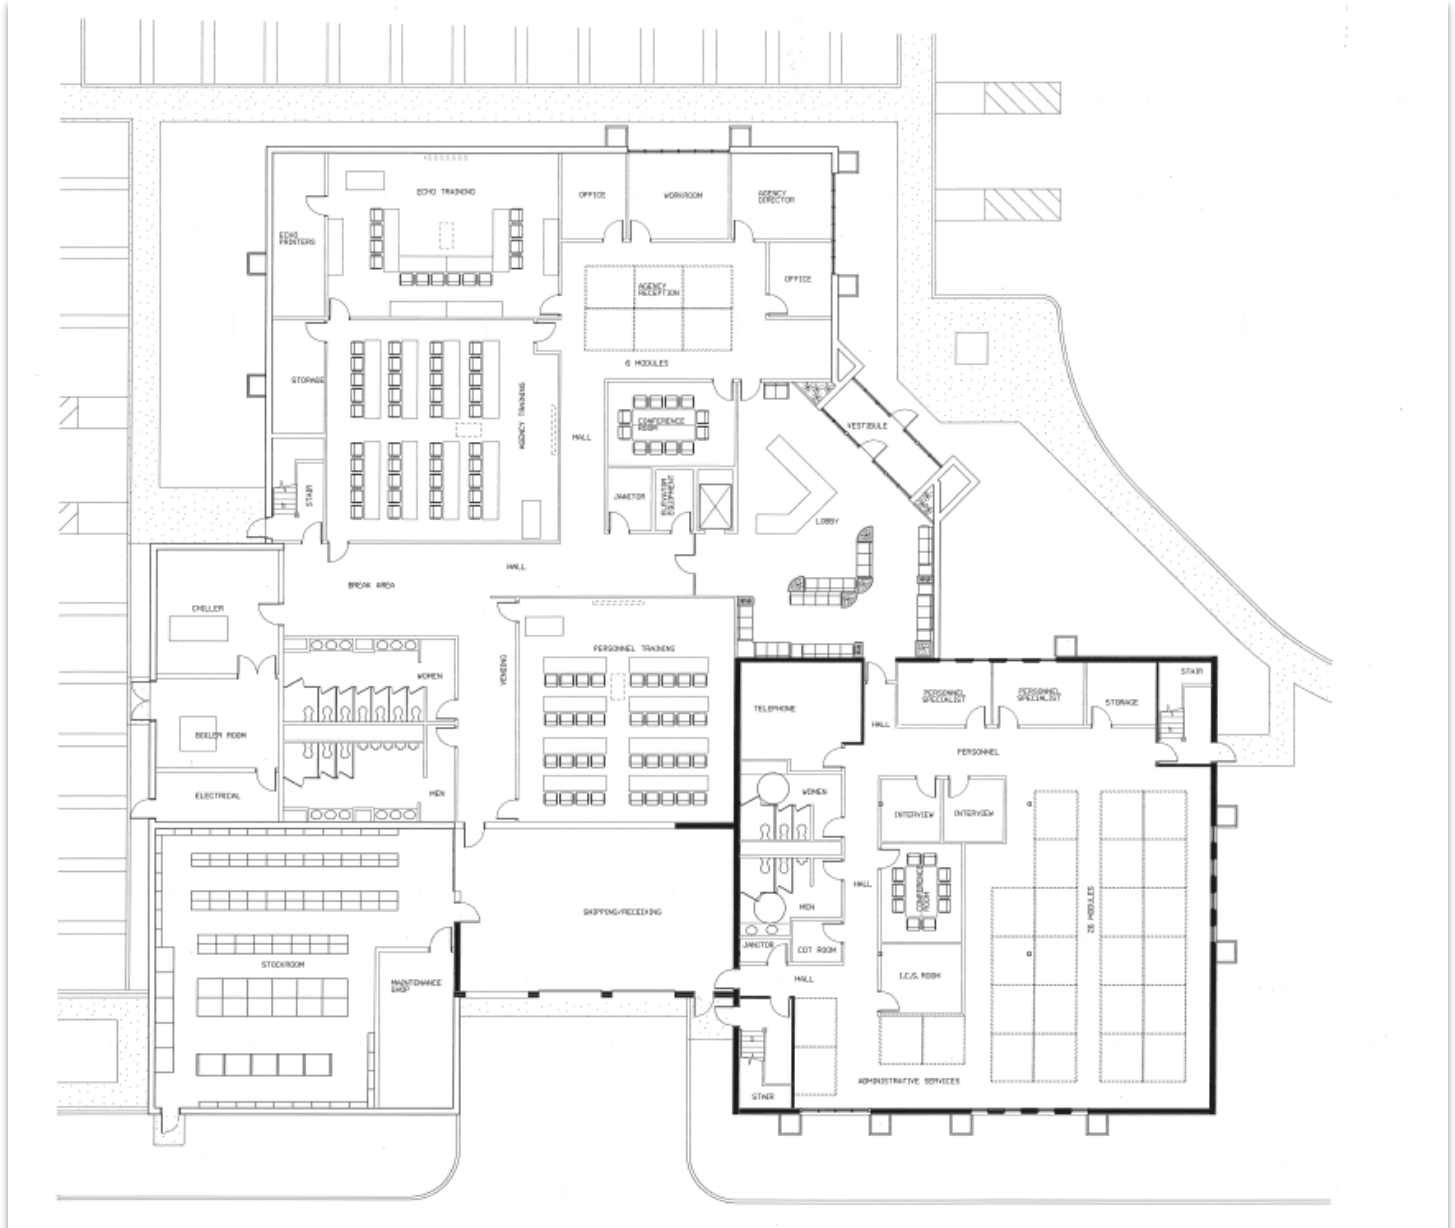 ECHO TRAINING
OFFICE
WORKROOM
AGENCY
DIRECTOR
ECHO
PRINTERS
OFFICE
AGENCY
RECEPTION
6 MODULES
STORAGE
AGENCY TRAINING
CONFERENCE
ROOM
VESTIBULE
HALL
STAIR
JANITOR
ELEVATOR
EQUIPMENT
LOBBY
HALL
BREAK AREA
CHILLER
WOMEN
VENDING
PERSONNEL TRAINING
BOILER ROOM
ELECTRICAL
MEN
TELEPHONE
HALL
PERSONNEL
SPECIALIST
PERSONNEL
SPECIALIST
STORAGE
STAIR
PERSONNEL
WOMEN
INTERVIEW
INTERVIEW
HALL
CONFERENCE
ROOM
26 MODULES
MEN
SHIPPING/RECEIVING
JANITOR
COT ROOM
STOCKROOM
MAINTENANCE
SHOP
HALL
I.C.S. ROOM
ADMINISTRATIVE SERVICES
STAIR